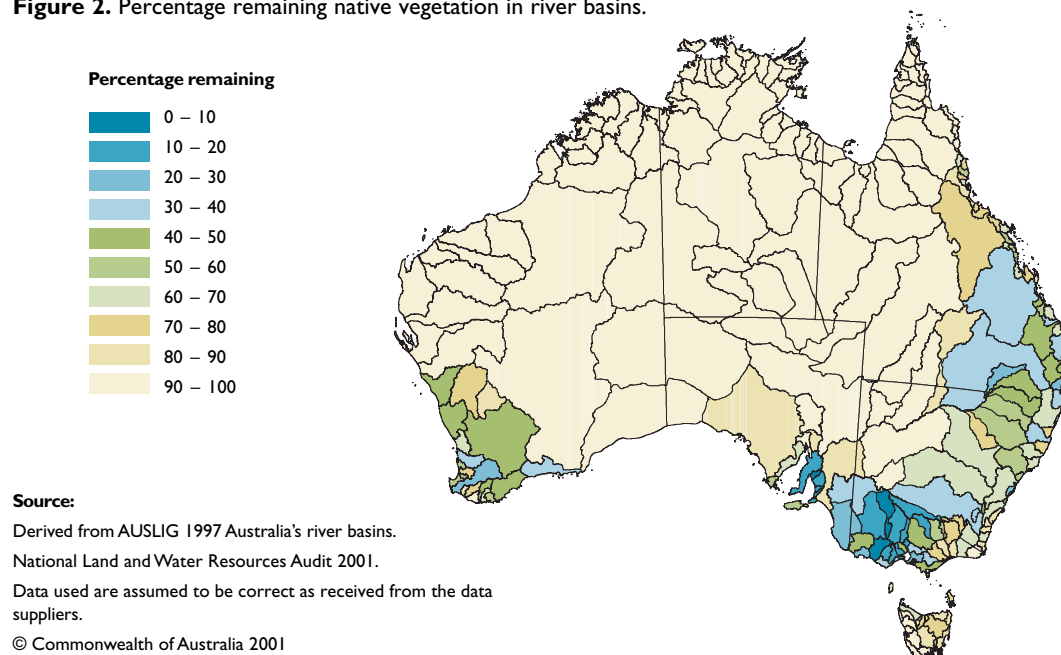 Figure 2. Percentage remaining native vegetation in river basins.
Percentage remaining
0 – 10
10 – 20
20 – 30
30 – 40
40 – 50
50 – 60
60 – 70
70 – 80
80 – 90
90 – 100
Source:
Derived from AUSLIG 1997 Australia's river basins.
National Land and Water Resources Audit 2001.
Data used are assumed to be correct as received from the data
suppliers.
© Commonwealth of Australia 2001